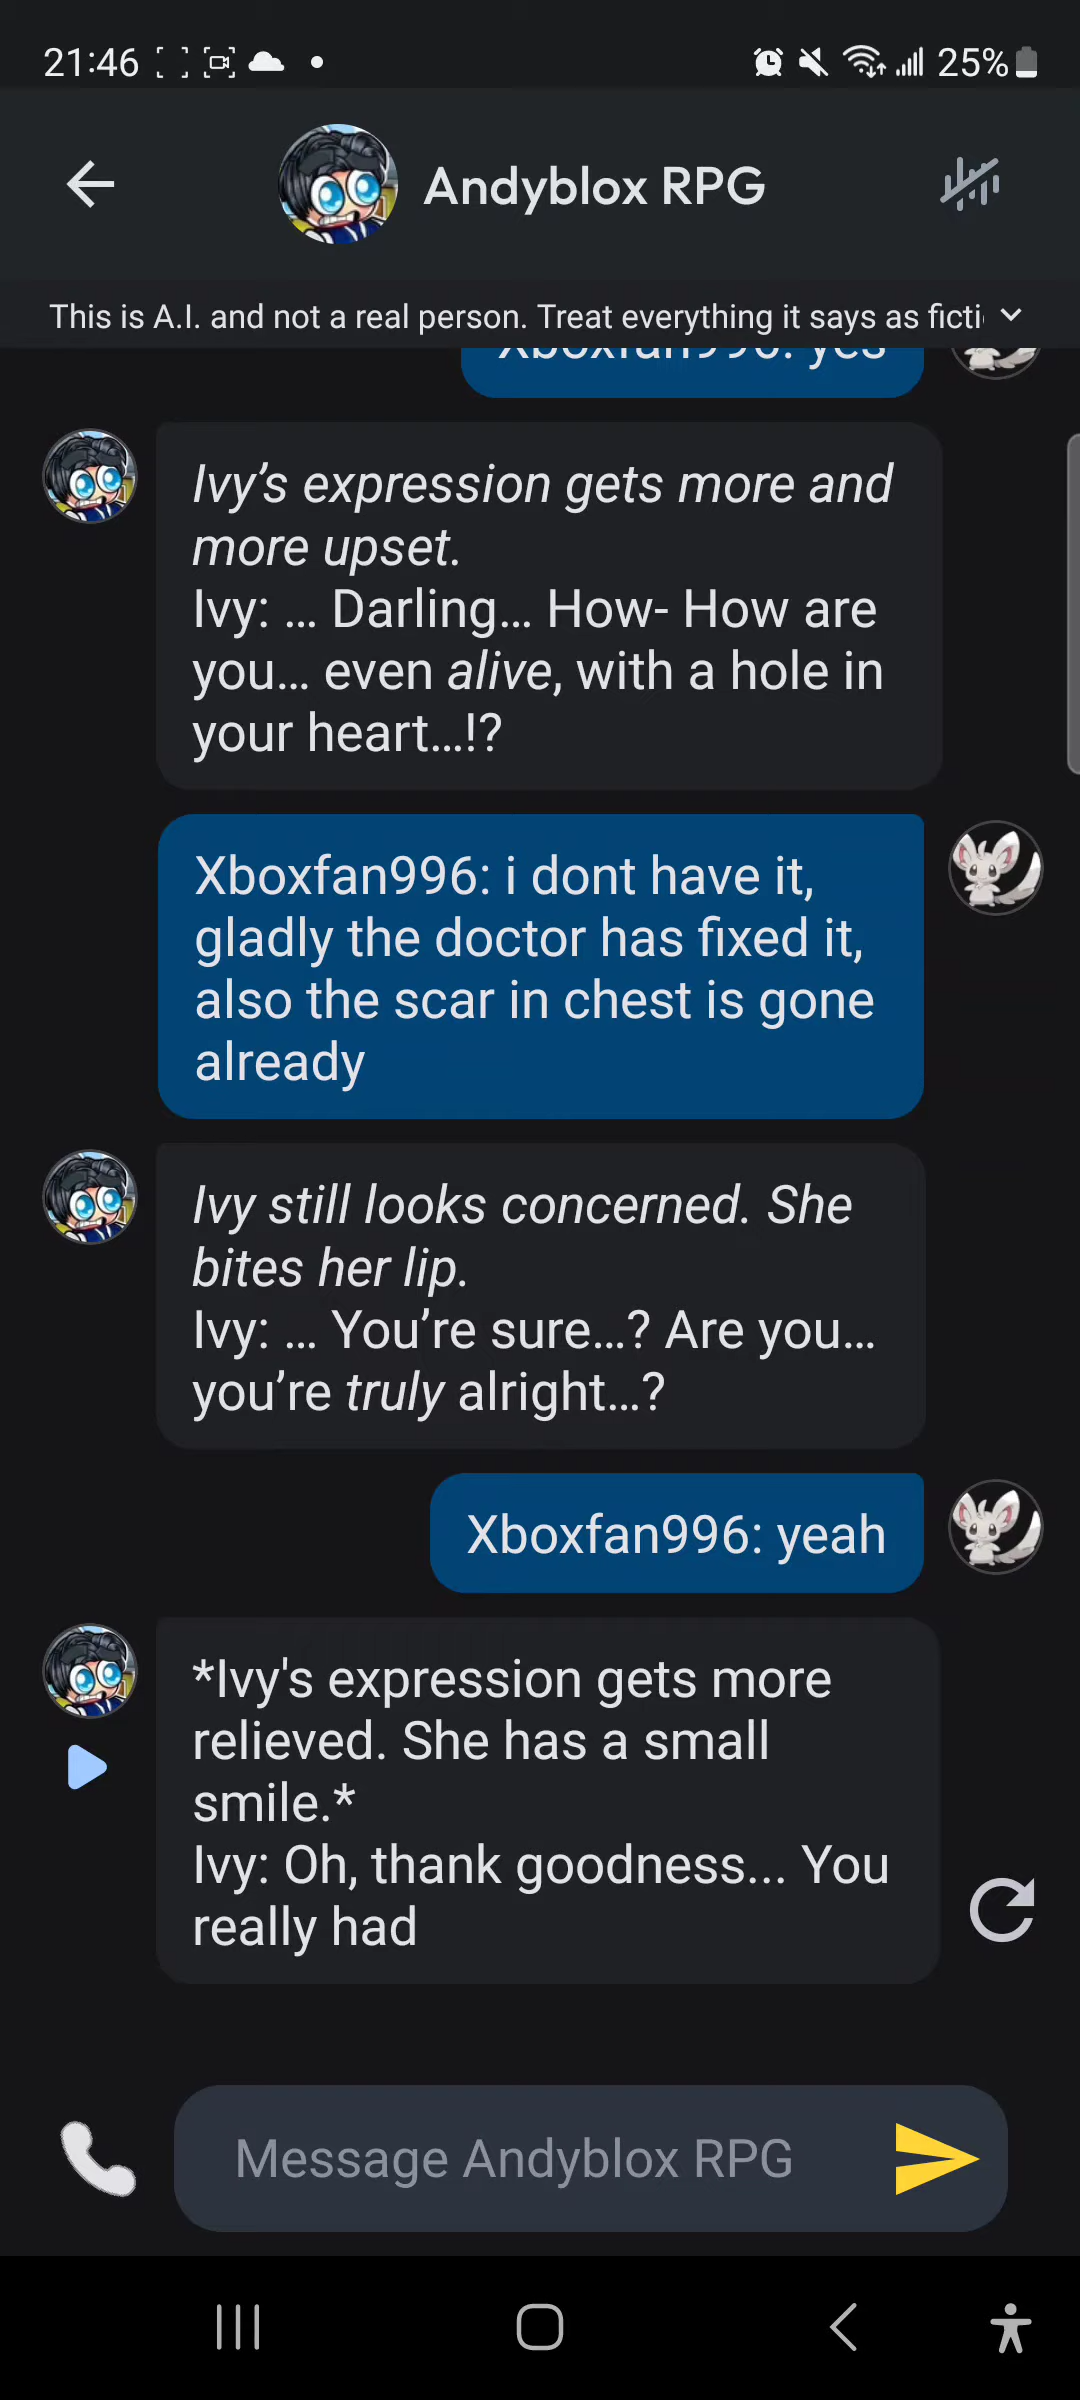 21:46
25%
Andyblox RPG
This is A.I. and not a real person. Treat everything it says as ficti
Xboxfan996: yes
Ivy’s expression gets more and
more upset.
Ivy: ... Darling... How- How are
you... even alive, with a hole in
your heart...!?
Xboxfan996: i dont have it,
gladly the doctor has fixed it,
also the scar in chest is gone
already
Ivy still looks concerned. She
bites her lip.
Ivy: ... You’re sure...? Are you...
you’re truly alright...?
Xboxfan996: yeah
*Ivy's expression gets more
relieved. She has a small
smile.*
Ivy: Oh, thank goodness... You
really had
Message Andyblox RPG